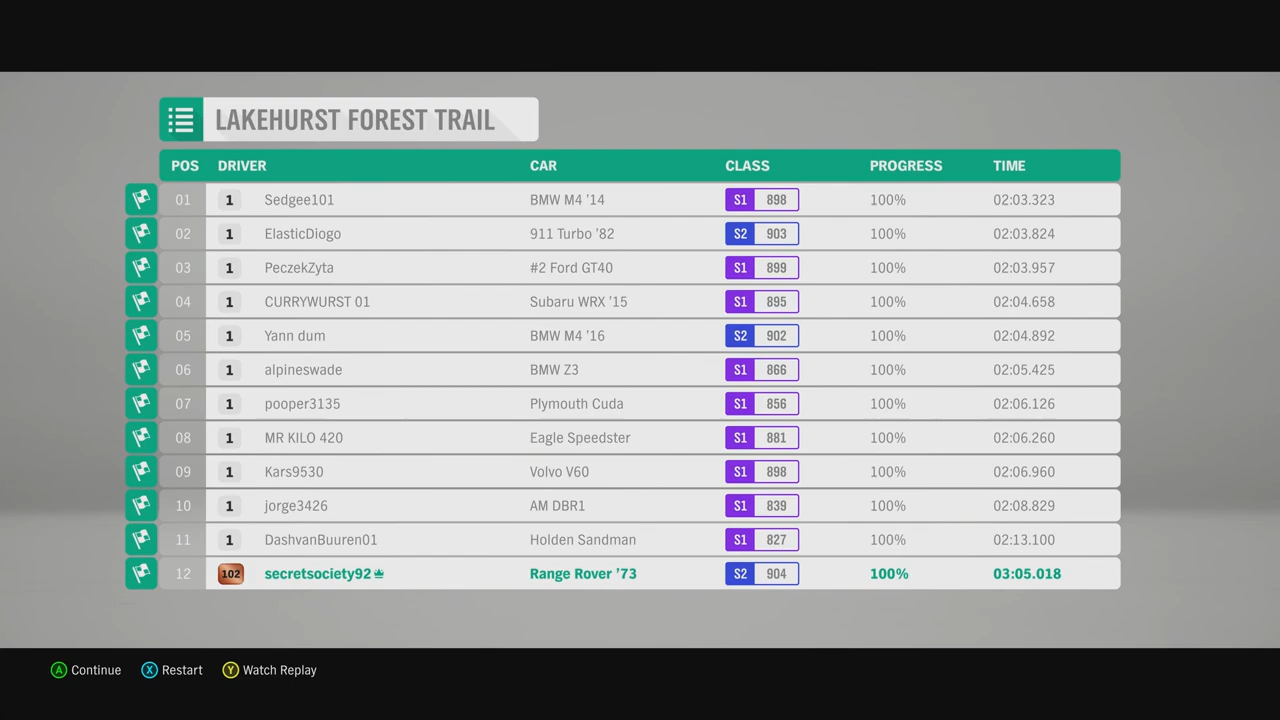 LAKEHURST FOREST TRAIL
POS DRIVER CAR CLASS PROGRESS TIME
01 1 Sedgee101 BMW M4 '14 S1 898 100% 02:03.323
02 1 ElasticDiogo 911 Turbo '82 S2 903 100% 02:03.824
03 1 PeczekZyta #2 Ford GT40 S1 899 100% 02:03.957
04 1 CURRYWURST 01 Subaru WRX '15 S1 895 100% 02:04.658
05 1 Yann dum BMW M4 '16 S2 902 100% 02:04.892
06 1 alpineswade BMW Z3 S1 866 100% 02:05.425
07 1 pooper3135 Plymouth Cuda S1 856 100% 02:06.126
08 1 MR KILO 420 Eagle Speedster S1 881 100% 02:06.260
09 1 Kars9530 Volvo V60 S1 898 100% 02:06.960
10 1 jorge3426 AM DBR1 S1 839 100% 02:08.829
11 1 DashvanBuuren01 Holden Sandman S1 827 100% 02:13.100
12 102 secretsociety92 Range Rover '73 S2 904 100% 03:05.018
A Continue X Restart Y Watch Replay